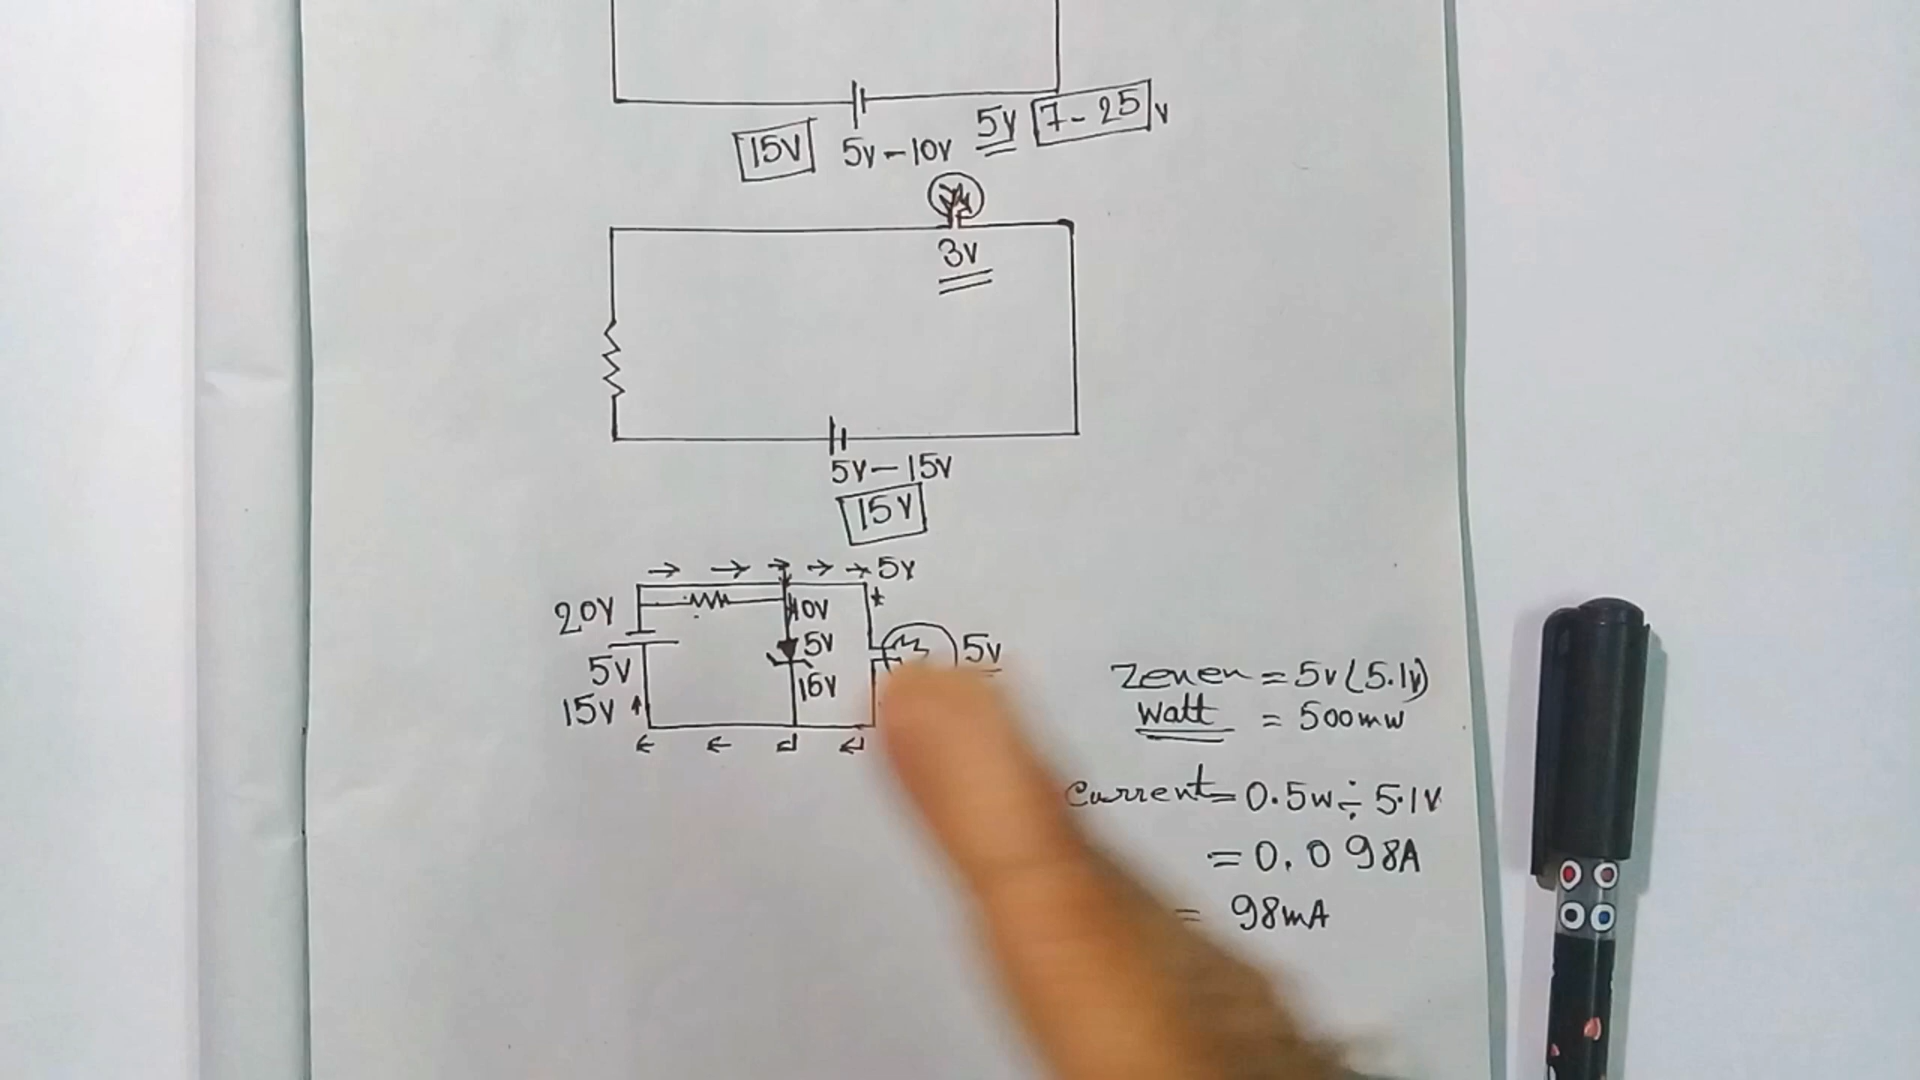 15V 5V-10V 5V 7-25 V
3V
5V-15V
15V
5V
20V 10V
5V 5V 5V
15V 15V
Zener = 5V(5.1V)
Watt = 500mw
Current = 0.5w ÷ 5.1V
= 0.098A
= 98mA